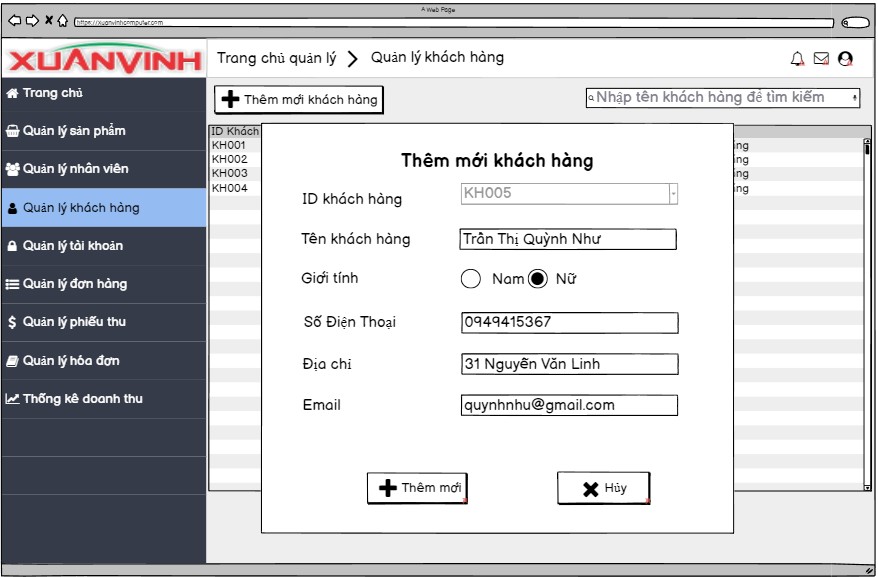 A Web Page
https://xuanvinhcomputer.com
XUÂNVINH
Trang chủ quản lý
Quản lý khách hàng
Trang chủ
Quản lý sản phẩm
Quản lý nhân viên
Quản lý khách hàng
Quản lý tài khoản
Quản lý đơn hàng
Quản lý phiếu thu
Quản lý hóa đơn
Thống kê doanh thu
Thêm mới khách hàng
Nhập tên khách hàng để tìm kiếm
ID Khách
KH001
KH002
KH003
KH004
ng
ng
ng
ng
Thêm mới khách hàng
ID khách hàng
KH005
Tên khách hàng
Trần Thị Quỳnh Như
Giới tính
Nam
Nữ
Số Điện Thoại
0949415367
Địa chỉ
31 Nguyễn Văn Linh
Email
quynhnhu@gmail.com
Thêm mới
Hủy